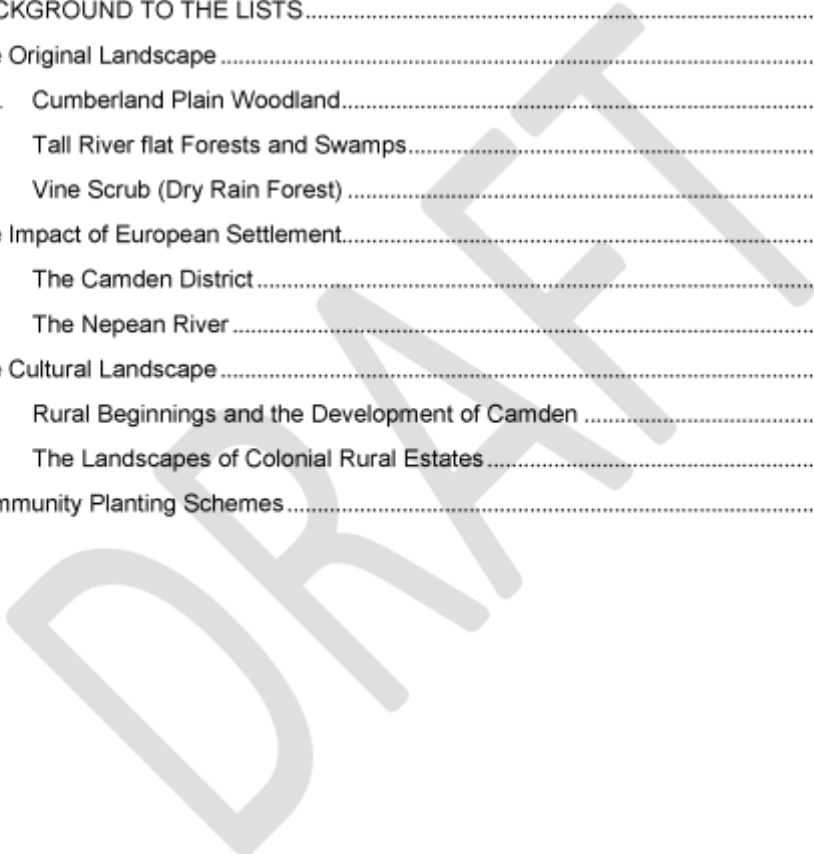 CKGROUND TO THE LISTS
e Original Landscape
Cumberland Plain Woodland
Tall River flat Forests and Swamps
Vine Scrub (Dry Rain Forest)
e Impact of European Settlement
The Camden District
The Nepean River
e Cultural Landscape
Rural Beginnings and the Development of Camden
The Landscapes of Colonial Rural Estates
mmunity Planting Schemes
DRAFT